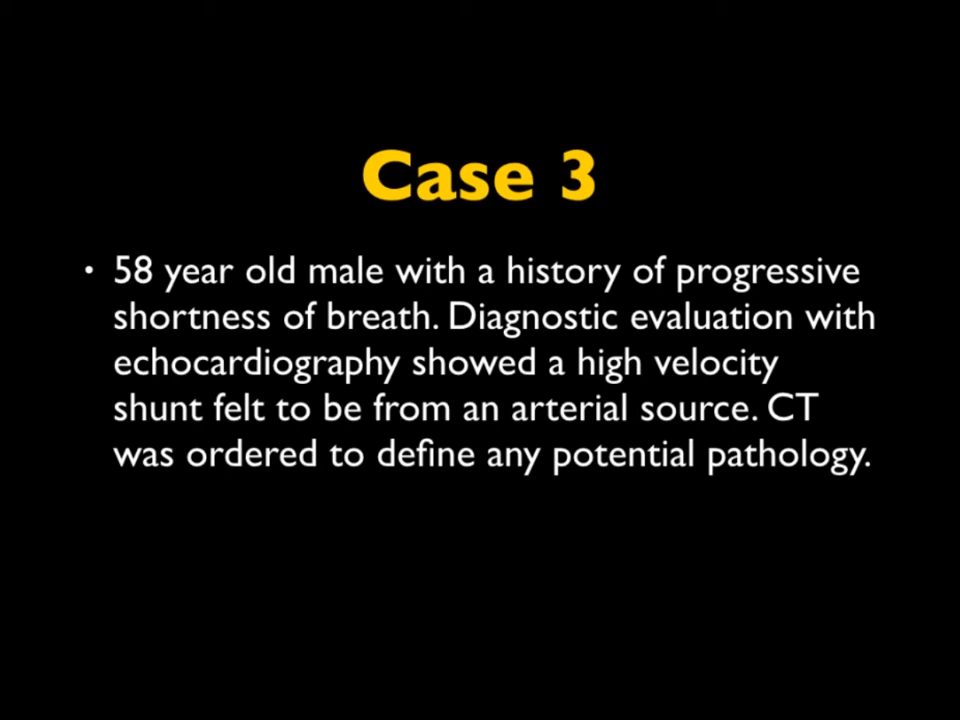 Case 3
• 58 year old male with a history of progressive
shortness of breath. Diagnostic evaluation with
echocardiography showed a high velocity
shunt felt to be from an arterial source. CT
was ordered to define any potential pathology.